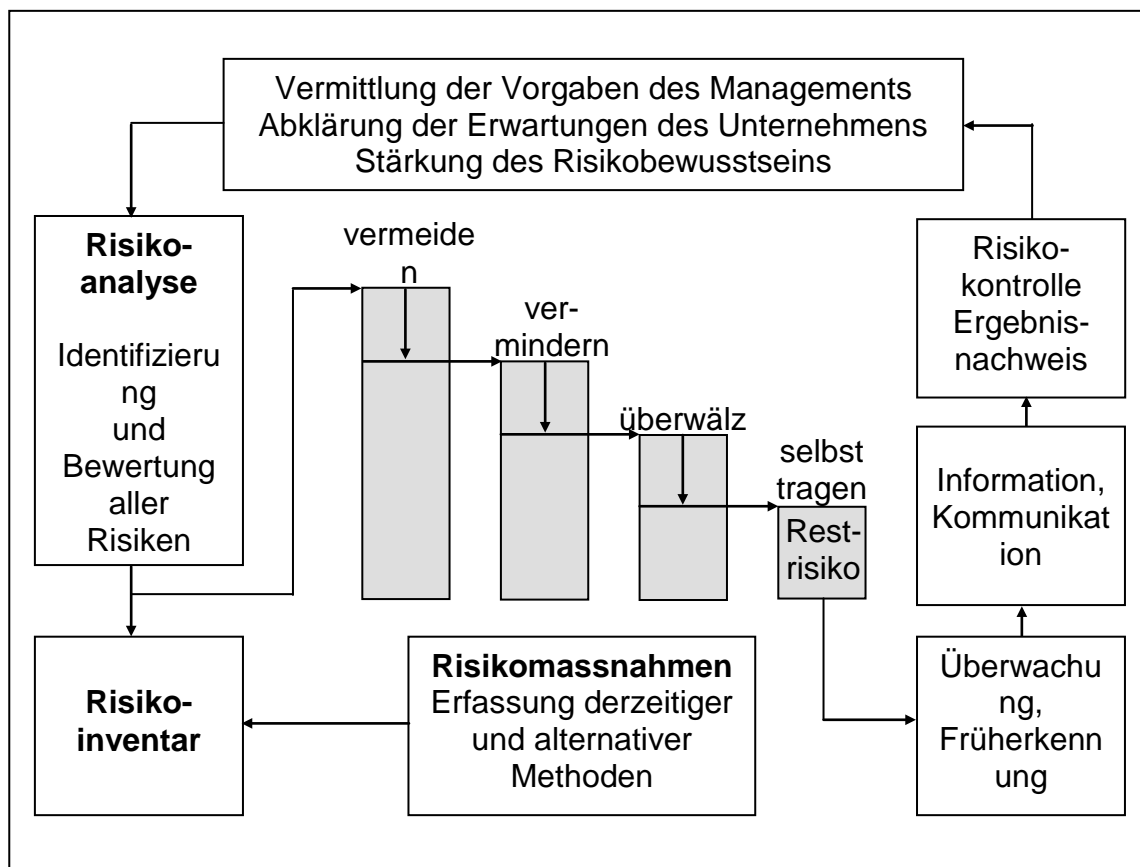 Vermittlung der Vorgaben des Managements
Abklärung der Erwartungen des Unternehmens
Stärkung des Risikobewusstseins
Risiko-
analyse
Identifizieru
ng
und
Bewertung
aller
Risiken
vermeide
n
ver-
mindern
überwälz
selbst
tragen
Rest-
risiko
Risiko-
kontrolle
Ergebnis-
nachweis
Information,
Kommunikat
ion
Überwachu
ng,
Früherkenn
nung
Risiko-
inventar
Risikomassnahmen
Erfassung derzeitiger
und alternativer
Methoden